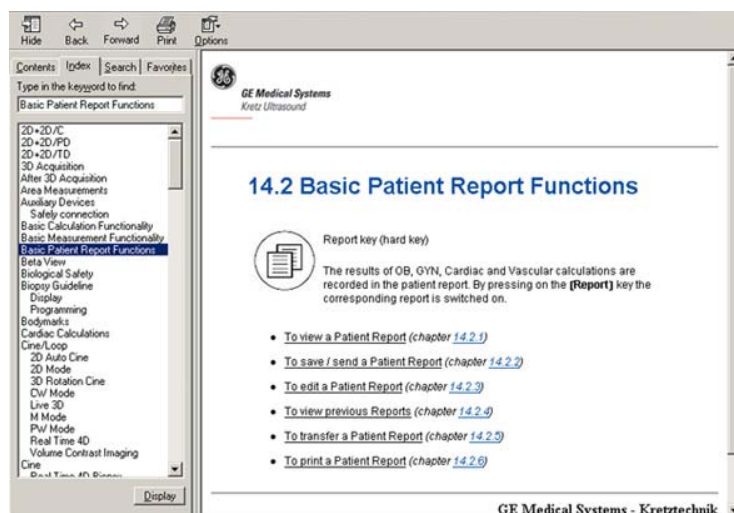 Hide Back Forward Print Options
Contents Index Search Favorites
Type in the keyword to find:
Basic Patient Report Functions
2D+2D/C
2D+2D/PD
2D+2D/TD
3D Acquisition
After 3D Acquisition
Area Measurements
Auxiliary Devices
Safely connection
Basic Calculation Functionality
Basic Measurement Functionality
Basic Patient Report Functions
Beta View
Biological Safety
Biopsy Guideline
Display
Programming
Bodymarks
Cardiac Calculations
Cine/Loop
2D Auto Cine
2D Mode
3D Rotation Cine
CW Mode
Live 3D
M Mode
PW Mode
Real Time 4D
Volume Contrast Imaging
Cine
Real Time 4D Biopsy
Display
GE Medical Systems
Kretz Ultrasound
14.2 Basic Patient Report Functions
Report key (hard key)
The results of OB, GYN, Cardiac and Vascular calculations are
recorded in the patient report. By pressing on the [Report] key the
corresponding report is switched on.
• To view a Patient Report (chapter 14.2.1)
• To save / send a Patient Report (chapter 14.2.2)
• To edit a Patient Report (chapter 14.2.3)
• To view previous Reports (chapter 14.2.4)
• To transfer a Patient Report (chapter 14.2.5)
• To print a Patient Report (chapter 14.2.6)
GE Medical Systems - Kretztechnik